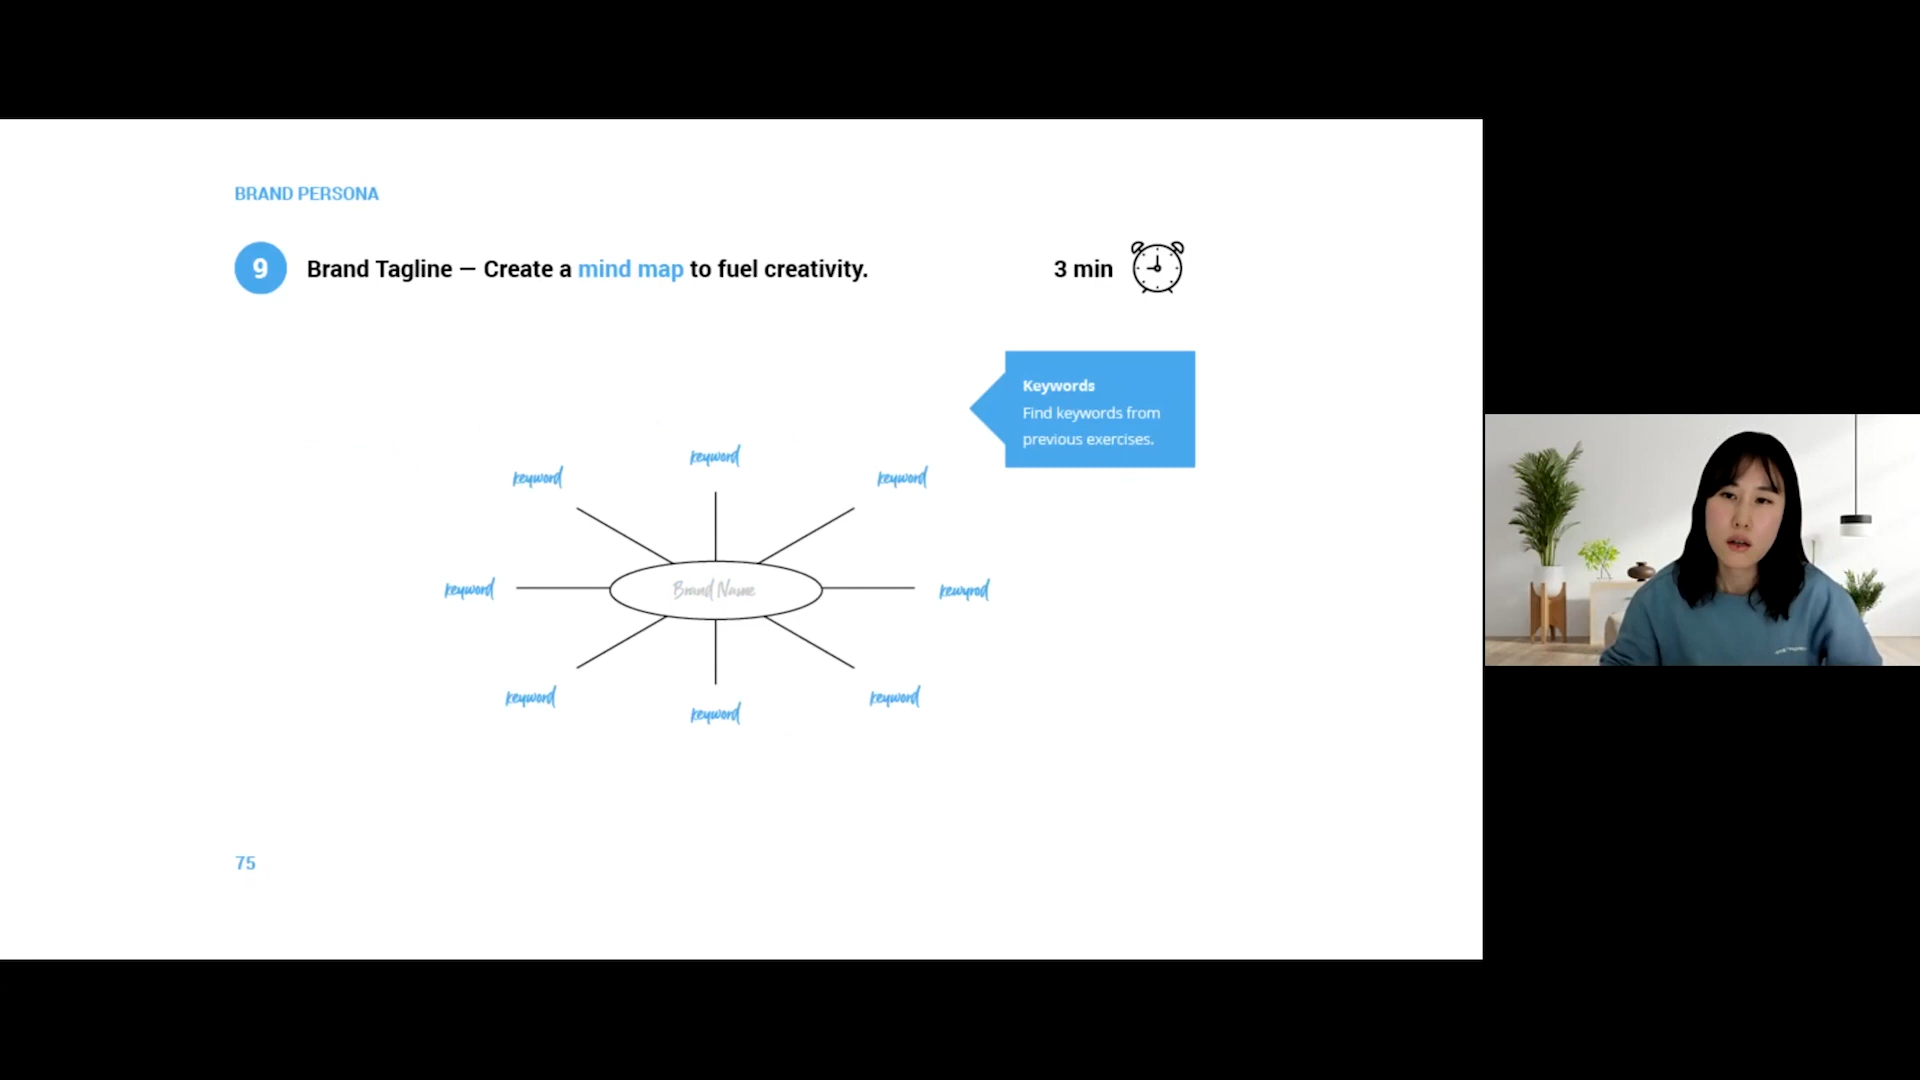 BRAND PERSONA
9 Brand Tagline — Create a mind map to fuel creativity. 3 min
Keywords
Find keywords from
previous exercises.
keyword
keyword
keyword
keyword
Brand Name
kewyrod
keyword
keyword
keyword
75